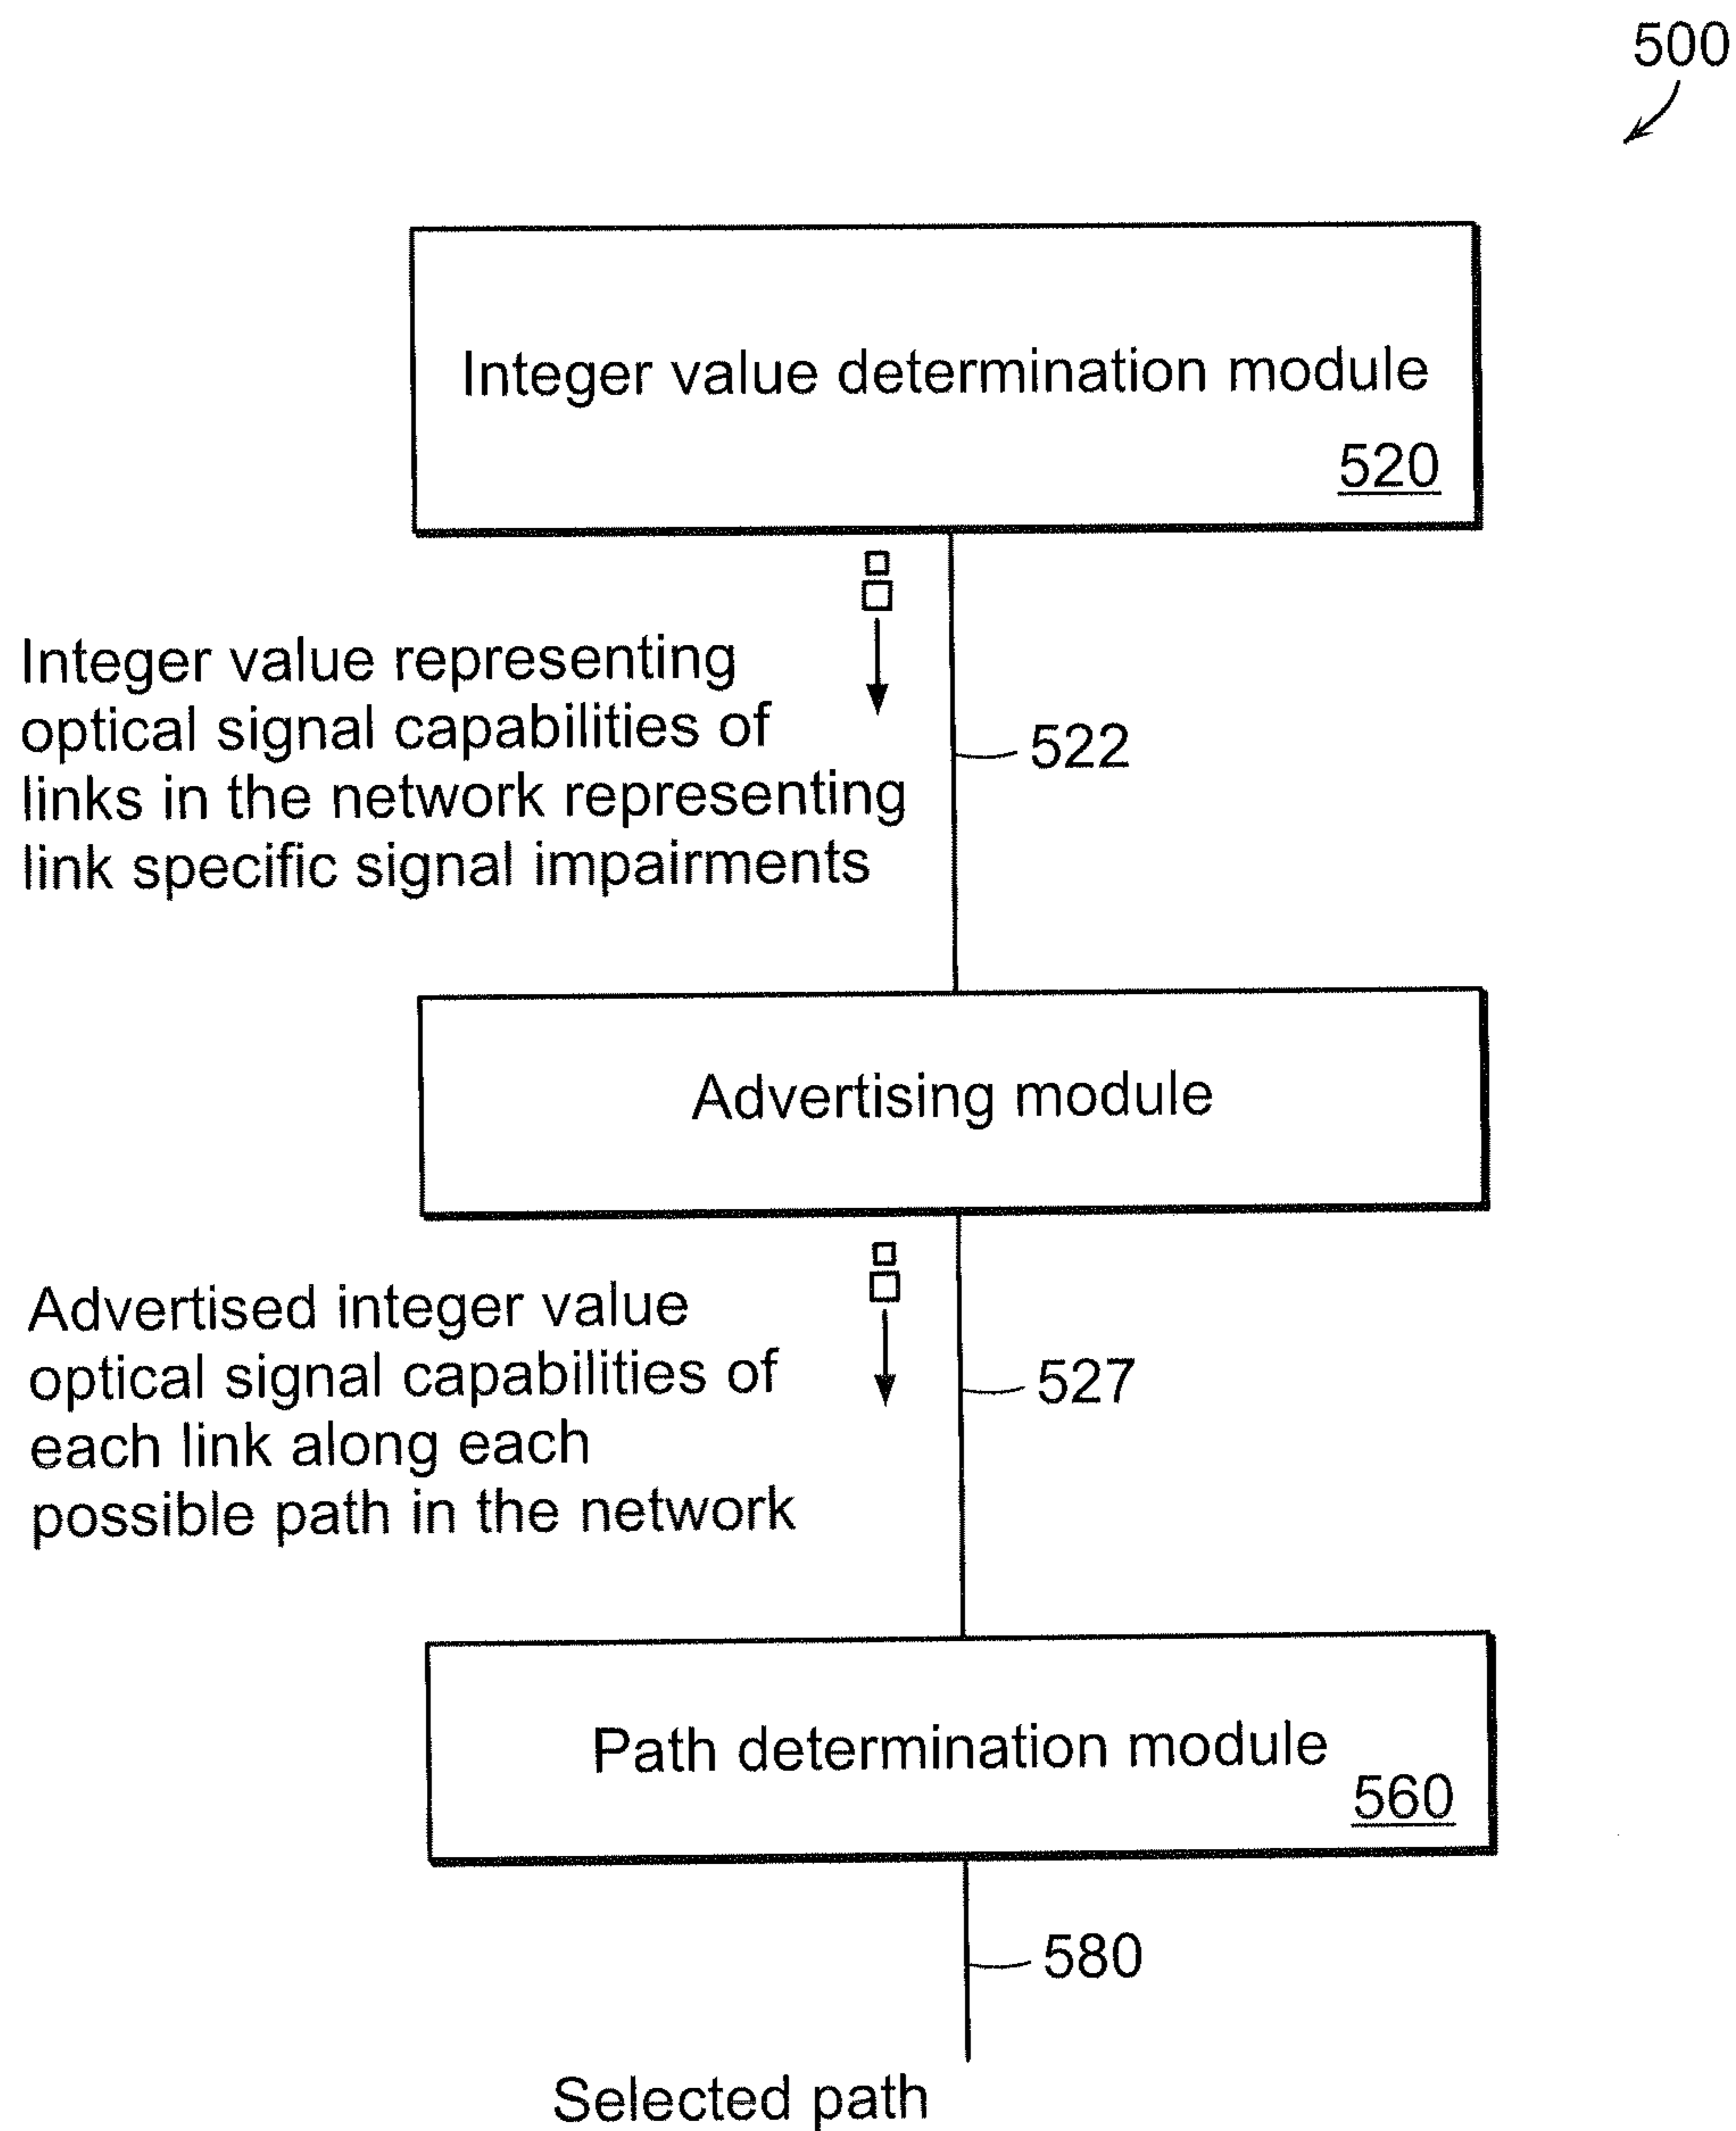 500
Integer value determination module
520
Integer value representing
optical signal capabilities of
links in the network representing
link specific signal impairments
522
Advertising module
Advertised integer value
optical signal capabilities of
each link along each
possible path in the network
527
Path determination module
560
580
Selected path